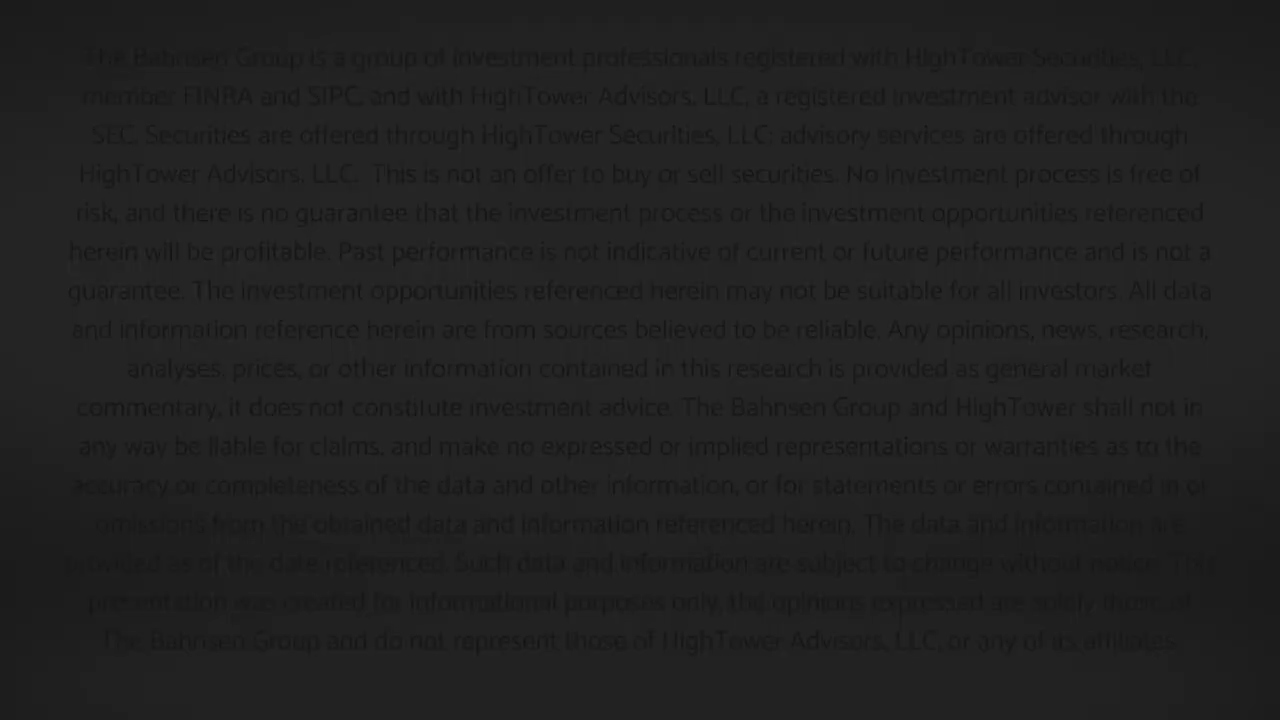 The Bahnsen Group is a group of investment professionals registered with HighTower Securities, LLC,
member FINRA and SIPC, and with HighTower Advisors, LLC, a registered investment advisor with the
SEC. Securities are offered through HighTower Securities, LLC; advisory services are offered through
HighTower Advisors, LLC. This is not an offer to buy or sell securities. No investment process is free of
risk, and there is no guarantee that the investment process or the investment opportunities referenced
herein will be profitable. Past performance is not indicative of current or future performance and is not a
guarantee. The investment opportunities referenced herein may not be suitable for all investors. All data
and information reference herein are from sources believed to be reliable. Any opinions, news, research,
analyses, prices, or other information contained in this research is provided as general market
commentary, it does not constitute investment advice. The Bahnsen Group and HighTower shall not in
any way be liable for claims, and make no expressed or implied representations or warranties as to the
accuracy or completeness of the data and other information, or for statements or errors contained in or
omissions from the obtained data and information referenced herein. The data and information are
provided as of the date referenced. Such data and information are subject to change without notice. This
presentation was created for informational purposes only; the opinions expressed are solely those of
The Bahnsen Group and do not represent those of HighTower Advisors, LLC, or any of its affiliates.